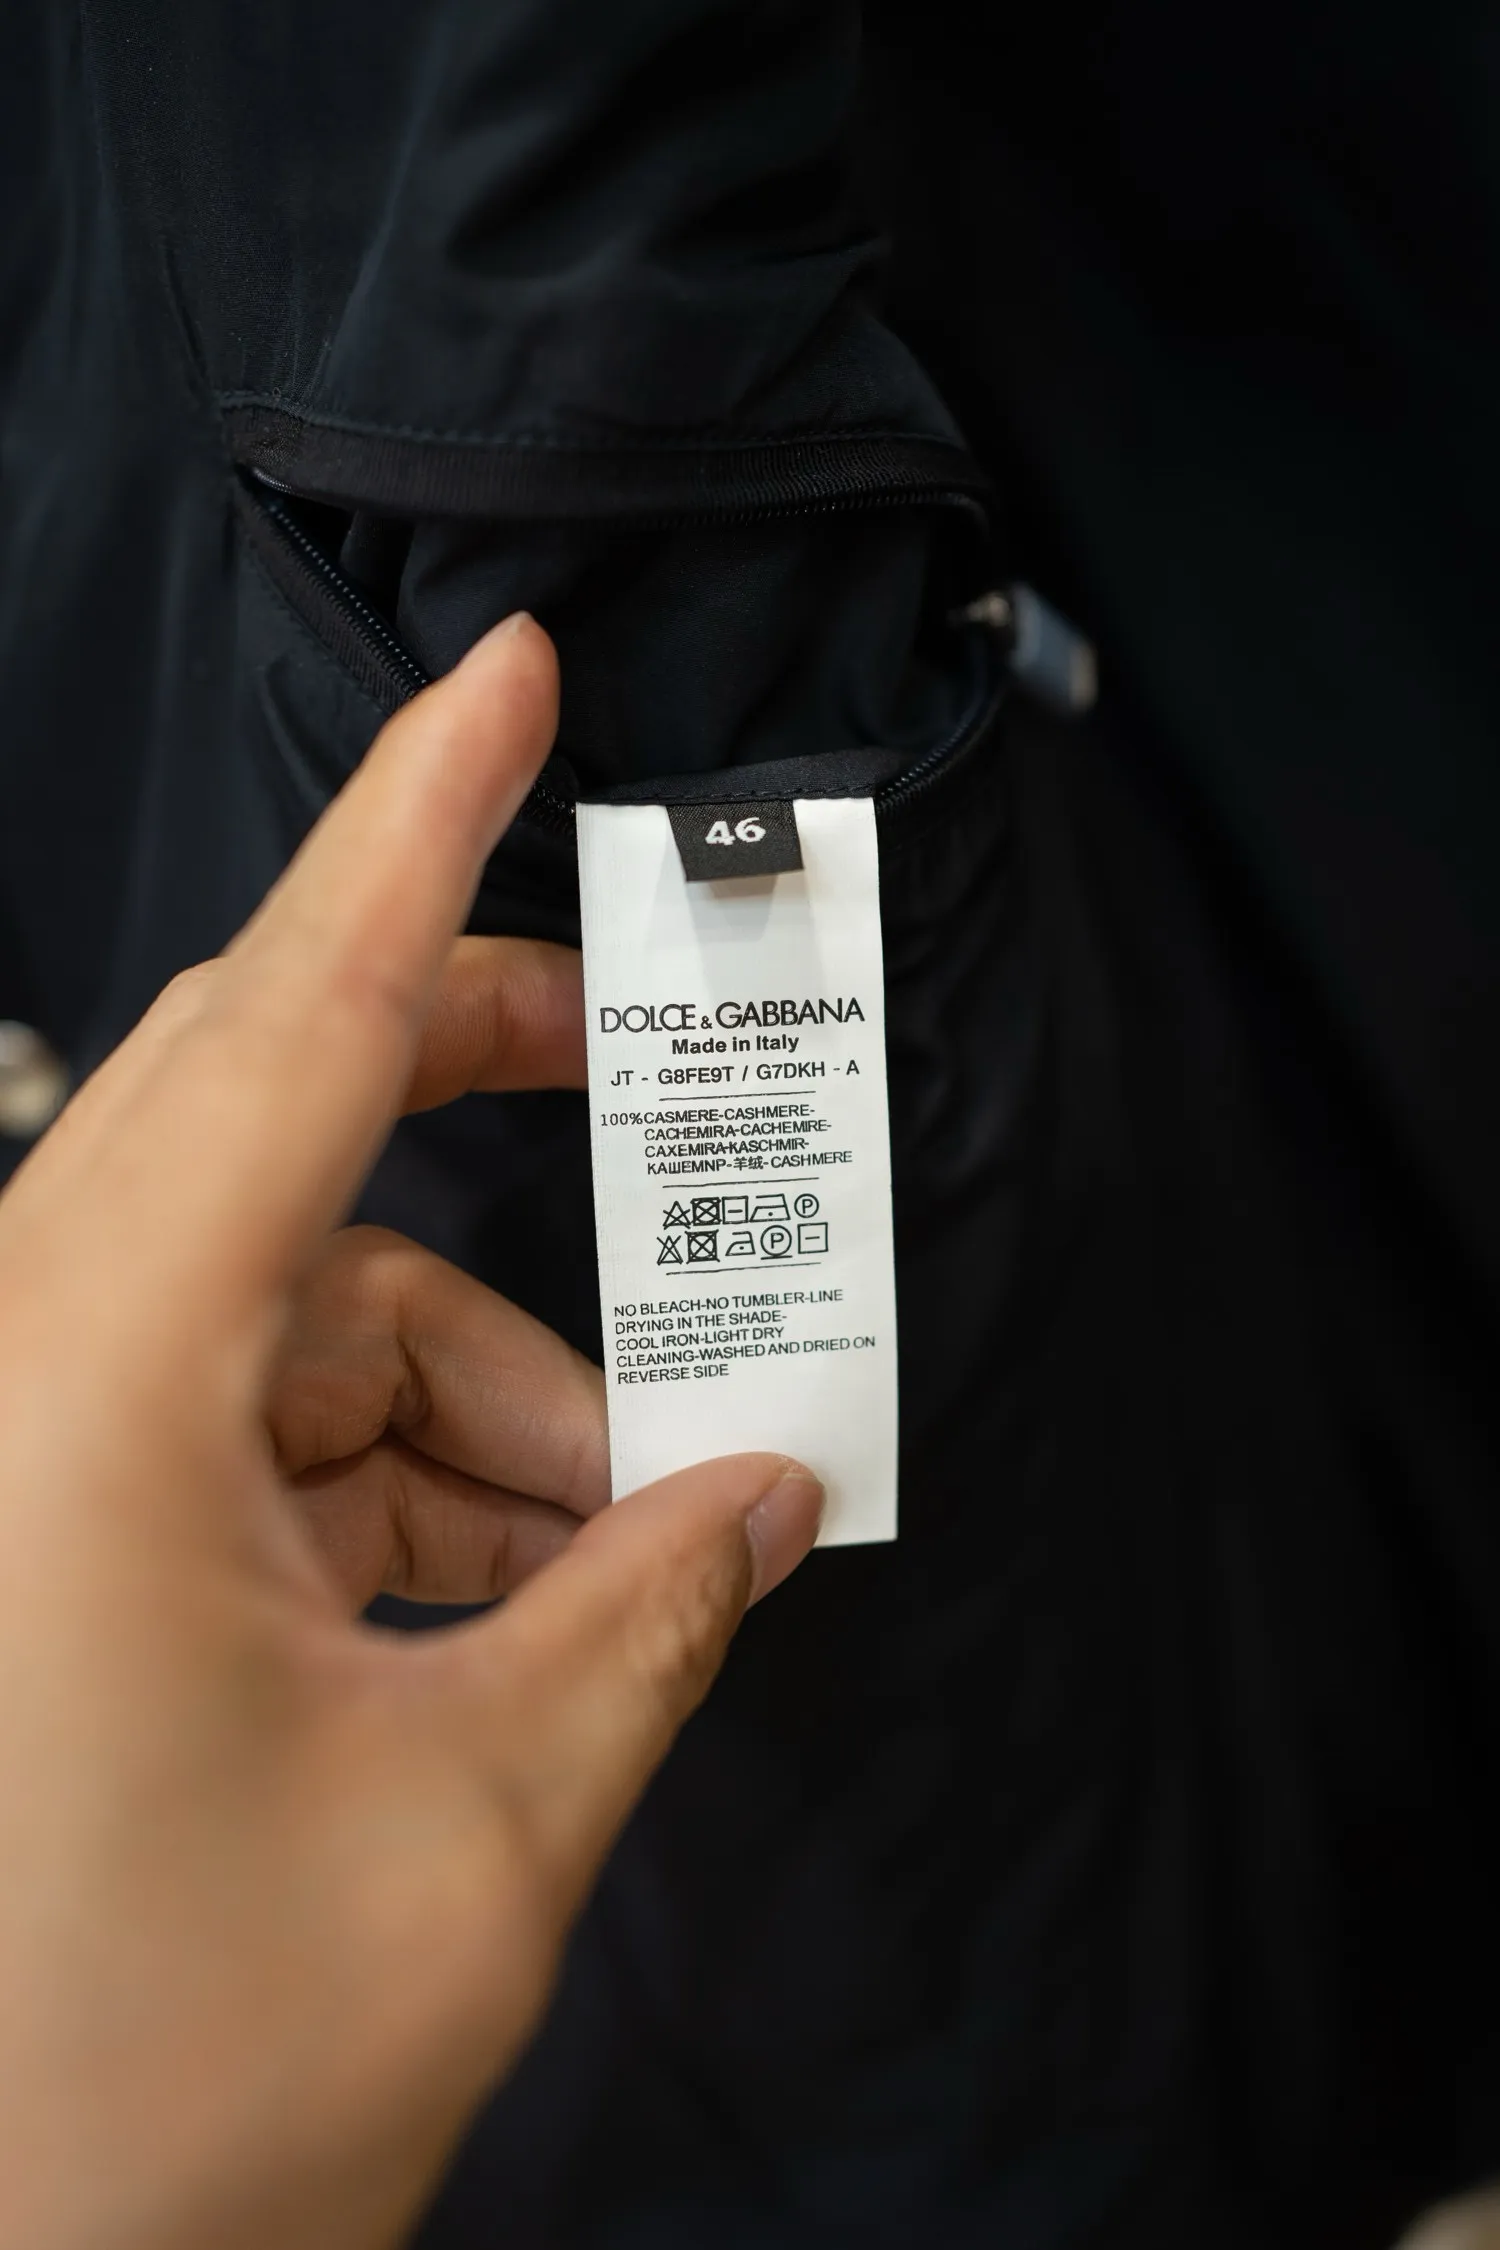 46
DOLCE & GABBANA
Made in Italy
JT - G8FE9T / G7DKH - A
100%CASMERE-CASHMERE-
CACHEMIRA-CACHEMIRE-
CAXEMIRA-KASCHMIR-
КАШЕMNP-羊绒-CASHMERE
P
P
NO BLEACH-NO TUMBLER-LINE
DRYING IN THE SHADE-
COOL IRON-LIGHT DRY
CLEANING-WASHED AND DRIED ON
REVERSE SIDE